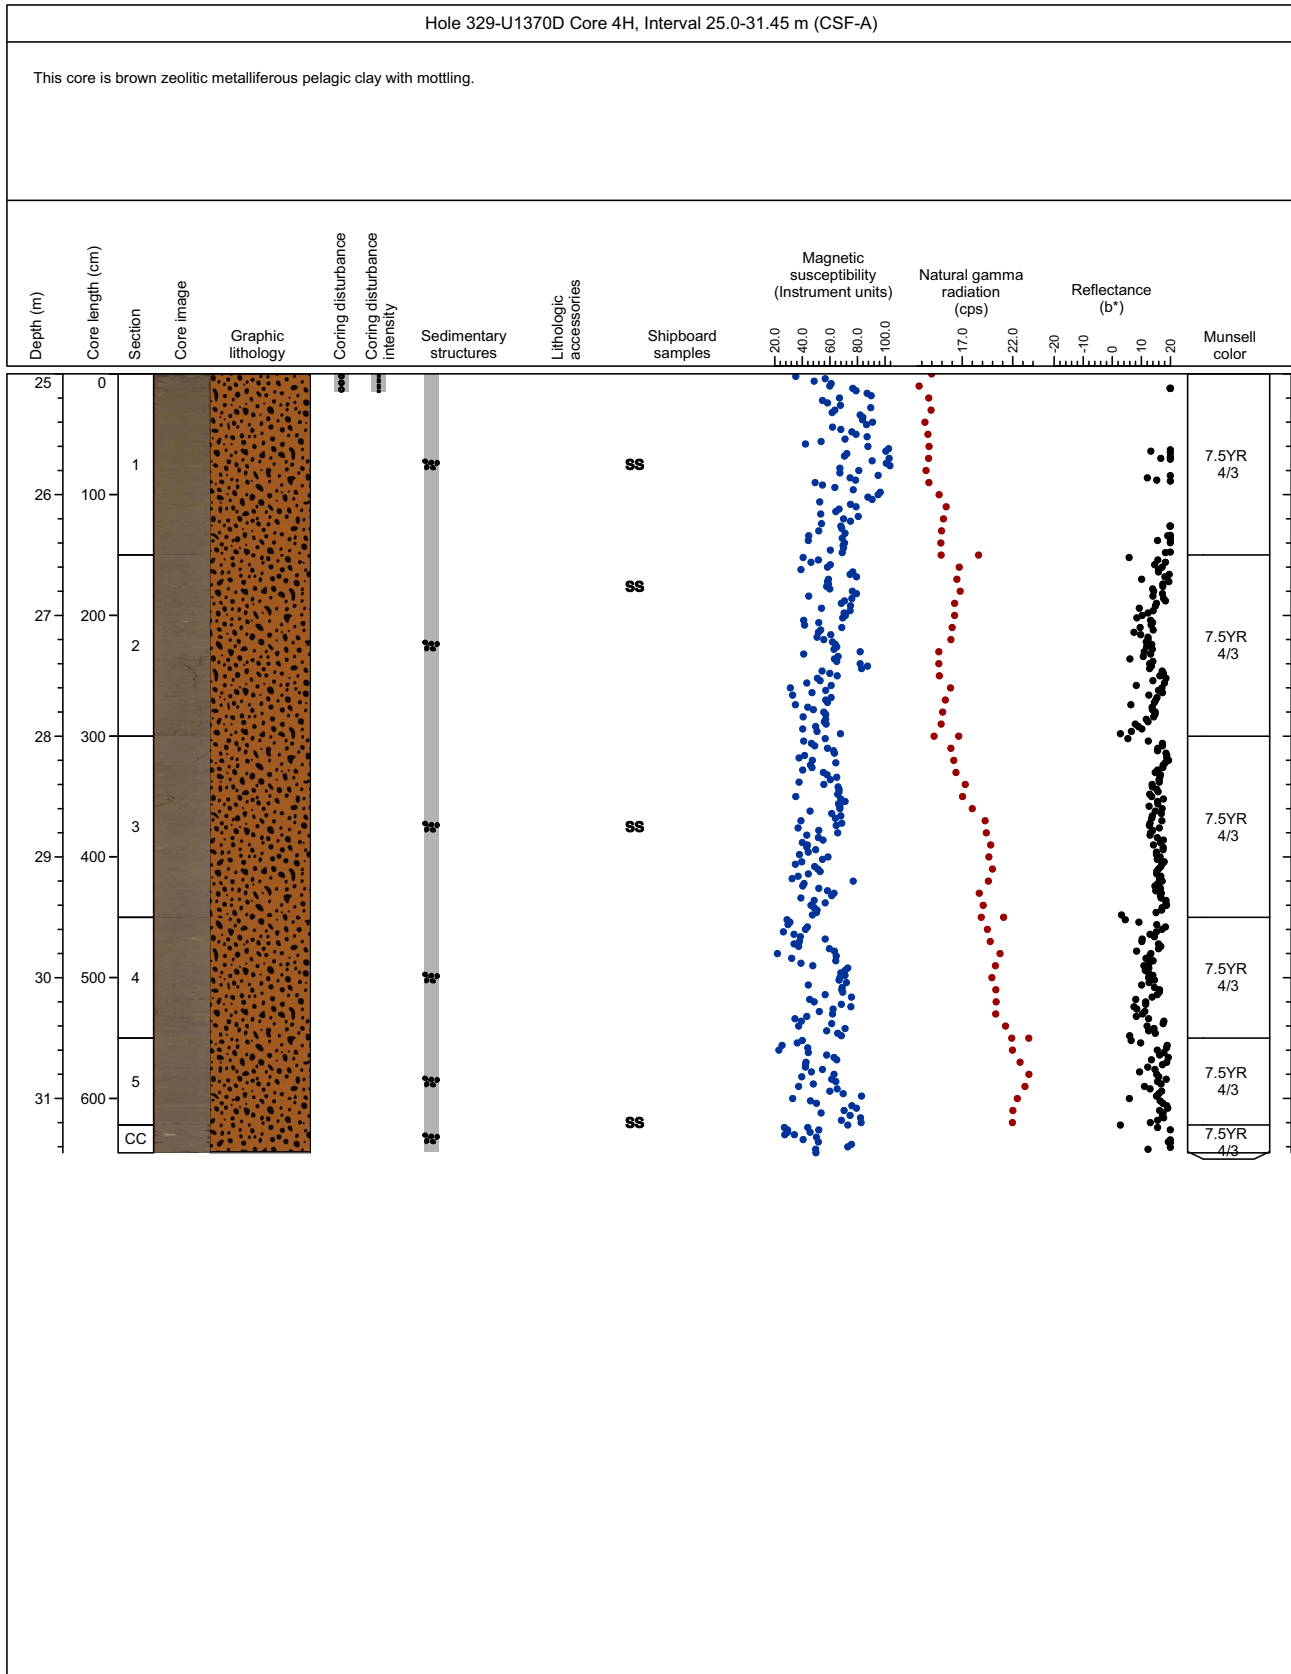 Hole 329-U1370D Core 4H, Interval 25.0-31.45 m (CSF-A)
This core is brown zeolitic metalliferous pelagic clay with mottling.
Depth (m)
Core length (cm)
Section
Core image
Graphic
lithology
Coring disturbance
Coring disturbance
intensity
Sedimentary
structures
Lithologic
accessories
Shipboard
samples
Magnetic
susceptibility
(Instrument units)
20.0 40.0 60.0 80.0 100.0
Natural gamma
radiation
(cps)
17.0 22.0
Reflectance
(b*)
-20 -10 0 10 20
Munsell
color
25 0
1 SS 7.5YR
4/3
26 100
SS
27 200
2 7.5YR
4/3
28 300
3 SS 7.5YR
4/3
29 400
4 7.5YR
4/3
30 500
5 7.5YR
4/3
31 600
SS
CC 7.5YR
4/3